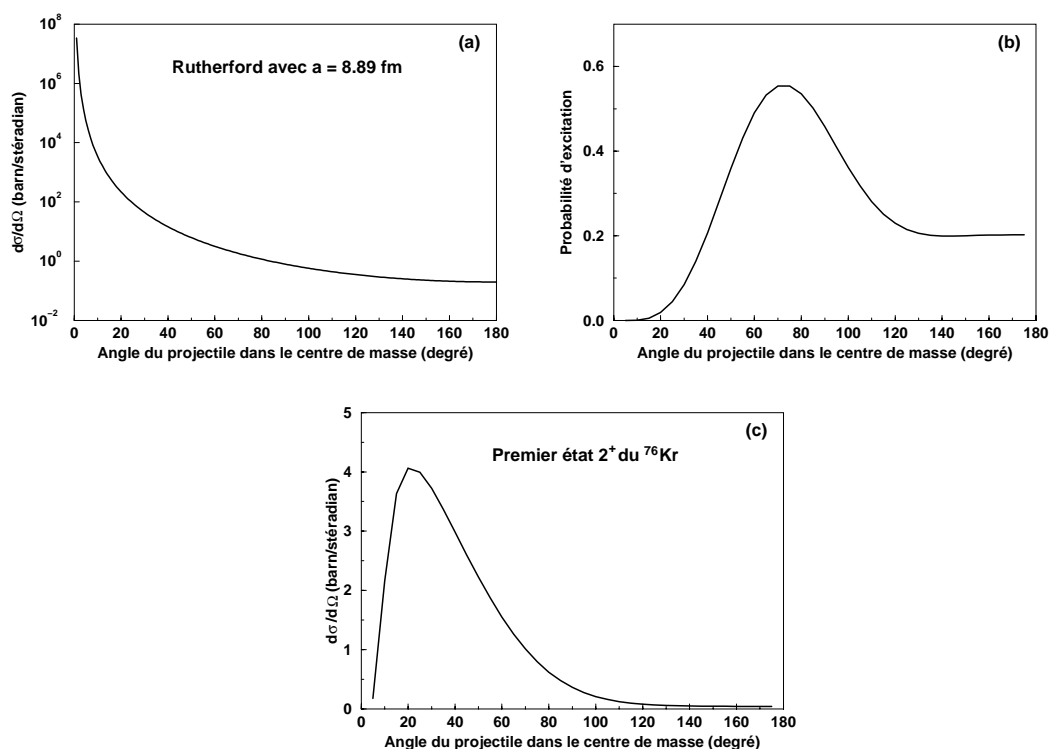 (a)
Rutherford avec a = 8.89 fm
dσ/dΩ (barn/stéradian)
10^8
10^6
10^4
10^2
10^0
10^−2
0 20 40 60 80 100 120 140 160 180
Angle du projectile dans le centre de masse (degré)
(b)
Probabilité d'excitation
0.6
0.4
0.2
0.0
0 20 40 60 80 100 120 140 160 180
Angle du projectile dans le centre de masse (degré)
(c)
Premier état 2^+ du ^76Kr
dσ/dΩ (barn/stéradian)
5
4
3
2
1
0
0 20 40 60 80 100 120 140 160 180
Angle du projectile dans le centre de masse (degré)